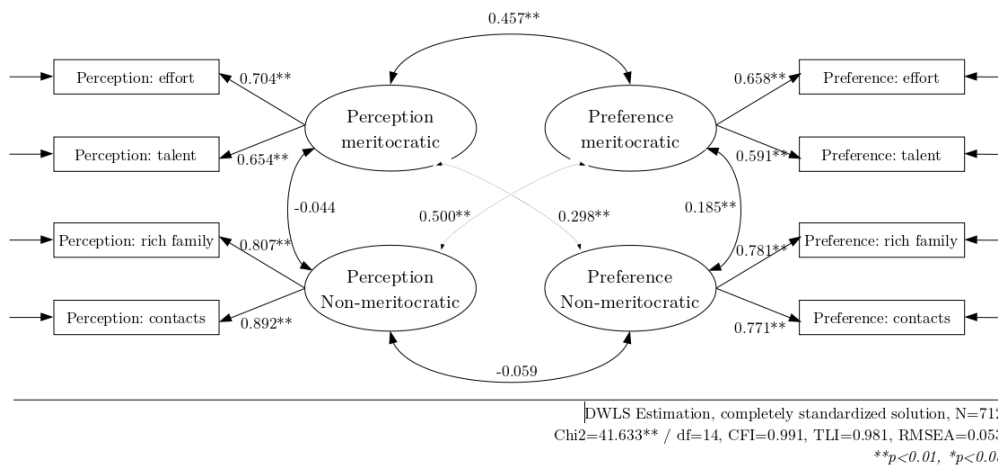 0.457**
Perception: effort
0.704**
Perception: talent
0.654**
Perception
meritocratic
Preference
meritocratic
0.658**
Preference: effort
0.591**
Preference: talent
-0.044
0.500**
0.298**
0.185**
Perception: rich family
0.807**
Perception: contacts
0.892**
Perception
Non-meritocratic
Preference
Non-meritocratic
0.781**
Preference: rich family
0.771**
Preference: contacts
-0.059
DWLS Estimation, completely standardized solution, N=712
Chi2=41.633** / df=14, CFI=0.991, TLI=0.981, RMSEA=0.053
**p<0.01, *p<0.05